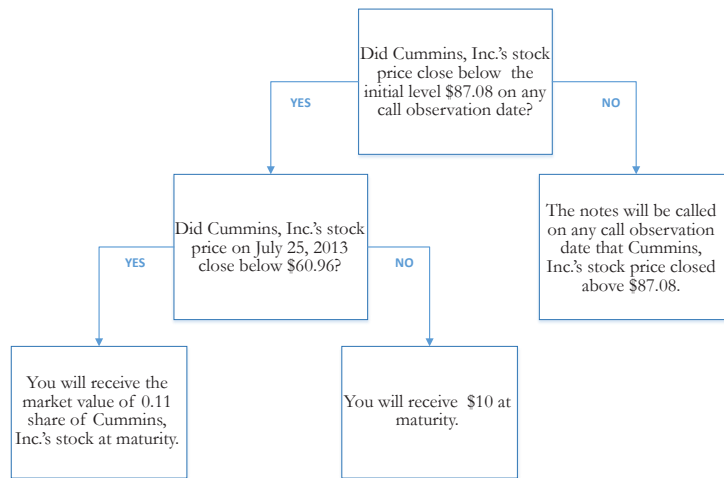 Did Cummins, Inc.'s stock
price close below the
initial level $87.08 on any
call observation date?
YES
NO
Did Cummins, Inc.'s stock
price on July 25, 2013
close below $60.96?
The notes will be called
on any call observation
date that Cummins,
Inc.'s stock price closed
above $87.08.
YES
NO
You will receive the
market value of 0.11
share of Cummins,
Inc.'s stock at maturity.
You will receive $10 at
maturity.